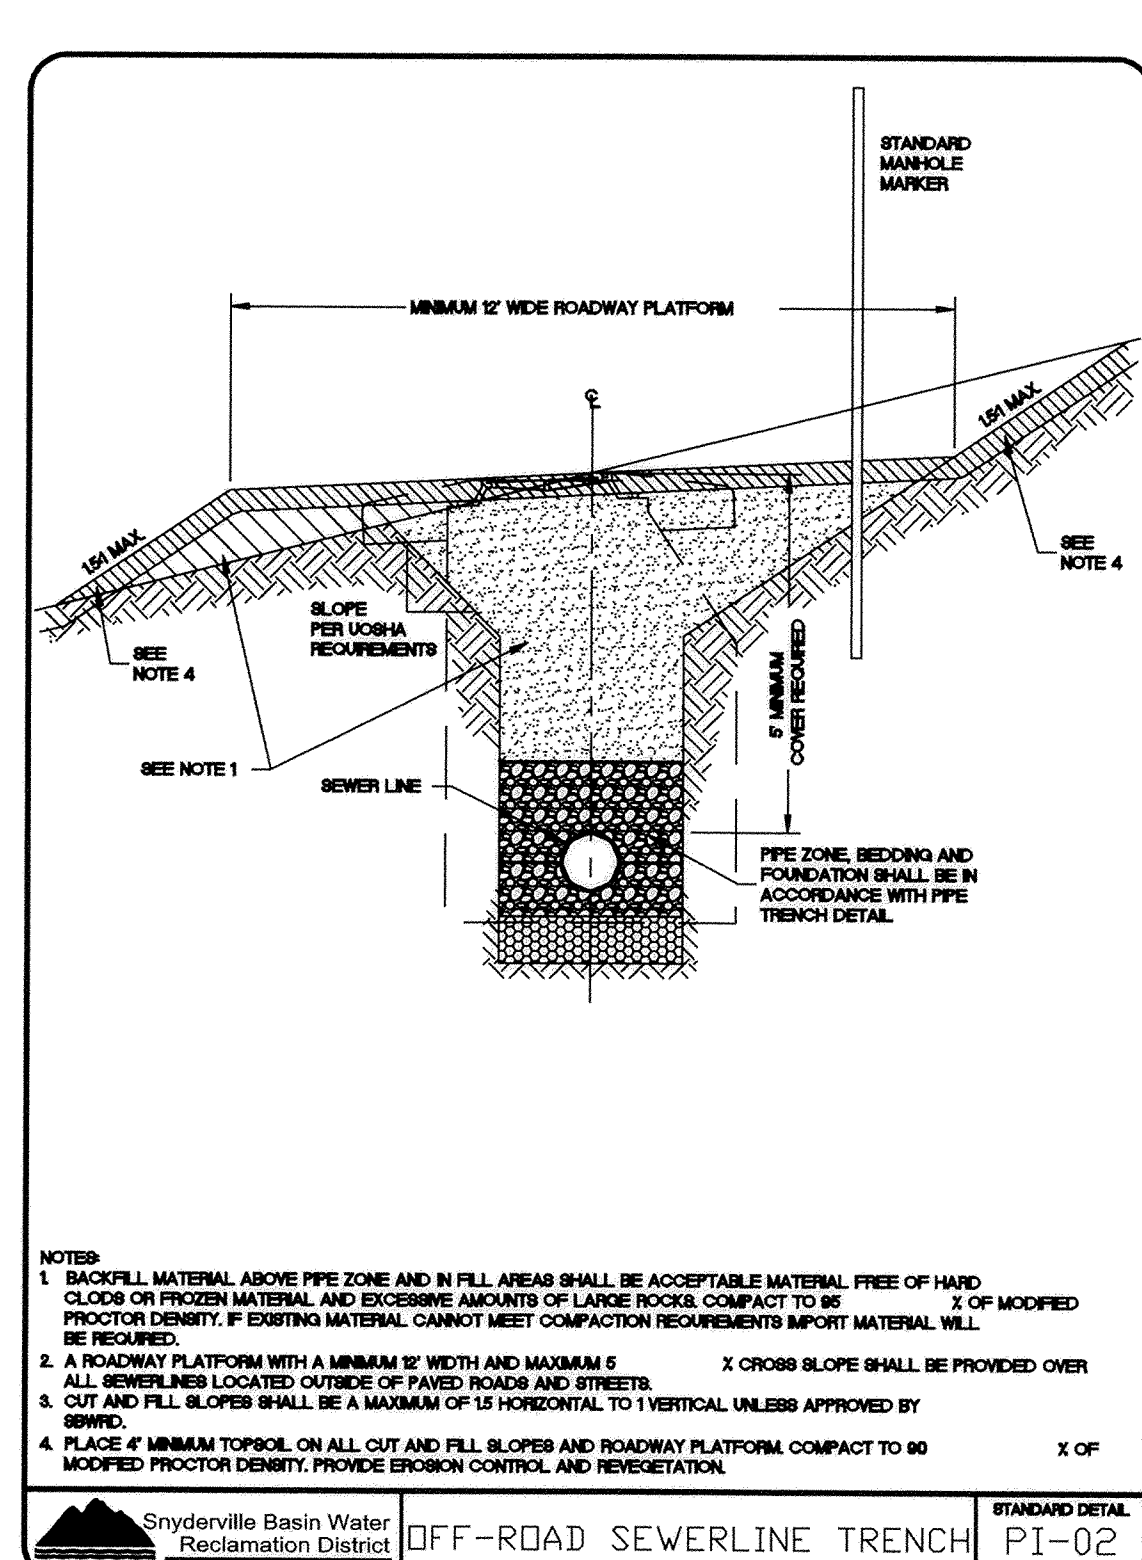 STANDARD
MANHOLE
MARKER
MINIMUM 12' WIDE ROADWAY PLATFORM
℄
1.5:1 MAX.
1.5:1 MAX.
SEE
NOTE 4
SLOPE
PER UOSHA
REQUIREMENTS
SEE
NOTE 4
5' MINIMUM
COVER REQUIRED
SEE NOTE 1
SEWER LINE
PIPE ZONE, BEDDING AND
FOUNDATION SHALL BE IN
ACCORDANCE WITH PIPE
TRENCH DETAIL
NOTES:
1. BACKFILL MATERIAL ABOVE PIPE ZONE AND IN FILL AREAS SHALL BE ACCEPTABLE MATERIAL FREE OF HARD
CLODS OR FROZEN MATERIAL AND EXCESSIVE AMOUNTS OF LARGE ROCKS. COMPACT TO 95 % OF MODIFIED
PROCTOR DENSITY. IF EXISTING MATERIAL CANNOT MEET COMPACTION REQUIREMENTS IMPORT MATERIAL WILL
BE REQUIRED.
2. A ROADWAY PLATFORM WITH A MINIMUM 12' WIDTH AND MAXIMUM 5 % CROSS SLOPE SHALL BE PROVIDED OVER
ALL SEWERLINES LOCATED OUTSIDE OF PAVED ROADS AND STREETS.
3. CUT AND FILL SLOPES SHALL BE A MAXIMUM OF 1.5 HORIZONTAL TO 1 VERTICAL UNLESS APPROVED BY
SBWRD.
4. PLACE 4" MINIMUM TOPSOIL ON ALL CUT AND FILL SLOPES AND ROADWAY PLATFORM. COMPACT TO 90 % OF
MODIFIED PROCTOR DENSITY. PROVIDE EROSION CONTROL AND REVEGETATION.
Snyderville Basin Water
Reclamation District
OFF-ROAD SEWERLINE TRENCH
STANDARD DETAIL
PI-02